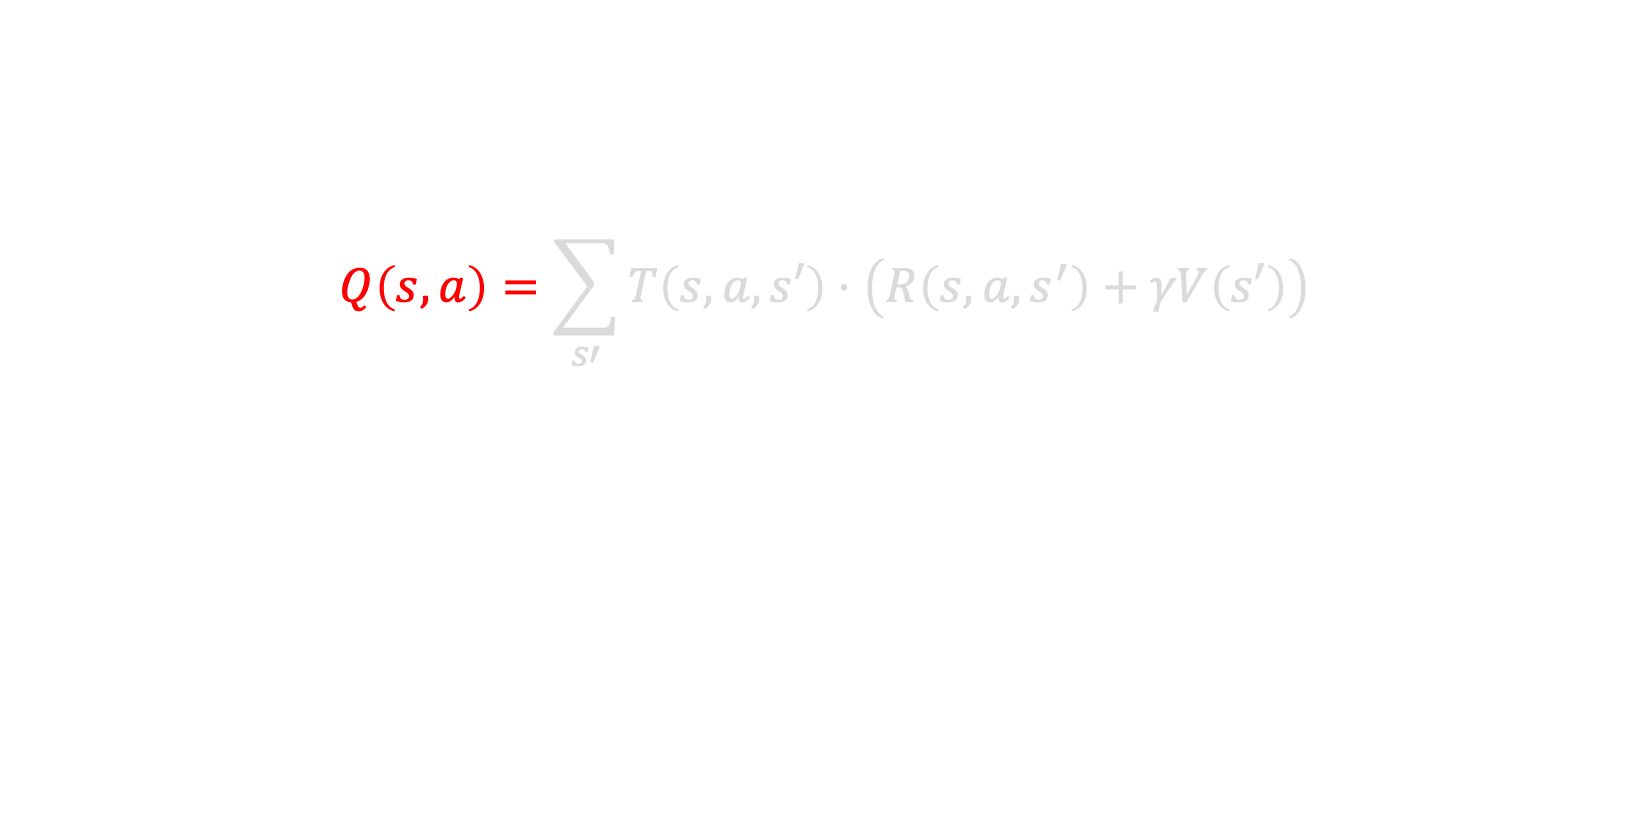 Q(s,a) = ∑ T(s,a,s′) · (R(s,a,s′) + γV(s′))
s′